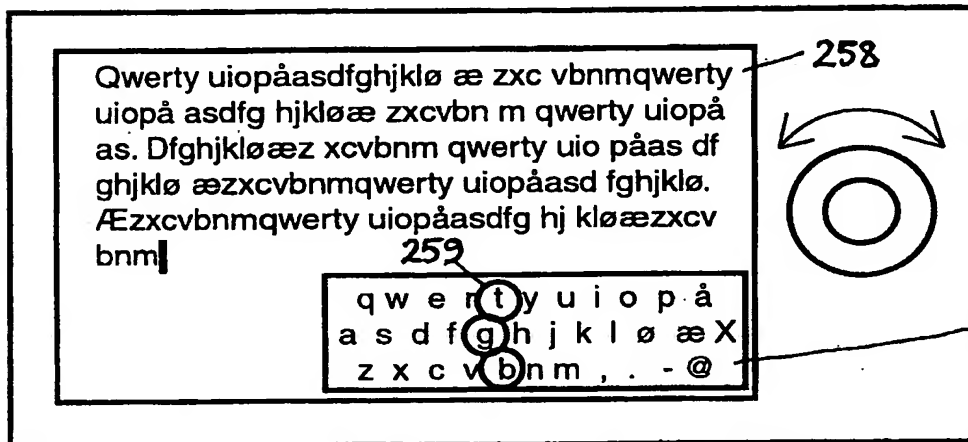 258
Qwerty uiopåasdfghjklø æ zxc vbnmqwerty
uiopå asdfg hjkløæ zxcvbn m qwerty uiopå
as. Dfghjkløæz xcvbnm qwerty uio påas df
ghjklø æzxcvbnmqwerty uiopåasd fghjklø.
Æzxcvbnmqwerty uiopåasdfg hj kløæzxcv
bnm
259
q w e r t y u i o p å
a s d f g h j k l ø æ X
z x c v b n m , . - @